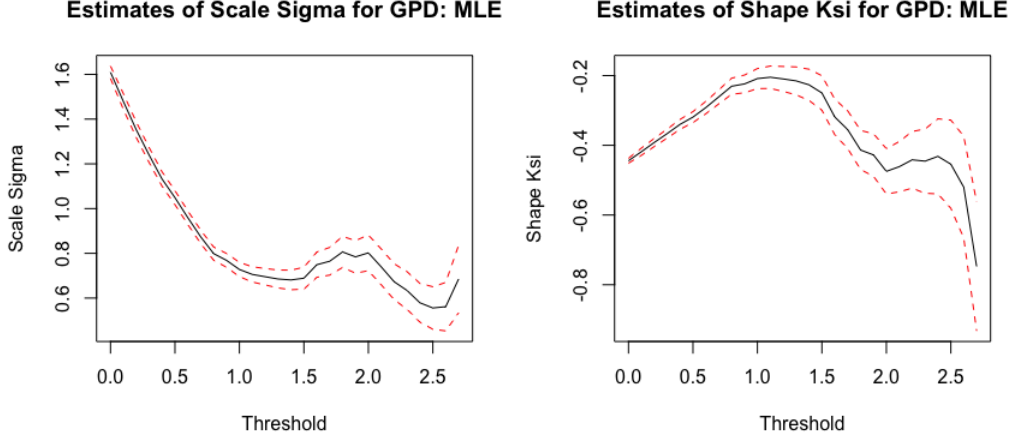 Estimates of Scale Sigma for GPD: MLE
Scale Sigma
1.6
1.4
1.2
1.0
0.8
0.6
0.0 0.5 1.0 1.5 2.0 2.5
Threshold
Estimates of Shape Ksi for GPD: MLE
Shape Ksi
-0.2
-0.4
-0.6
-0.8
0.0 0.5 1.0 1.5 2.0 2.5
Threshold